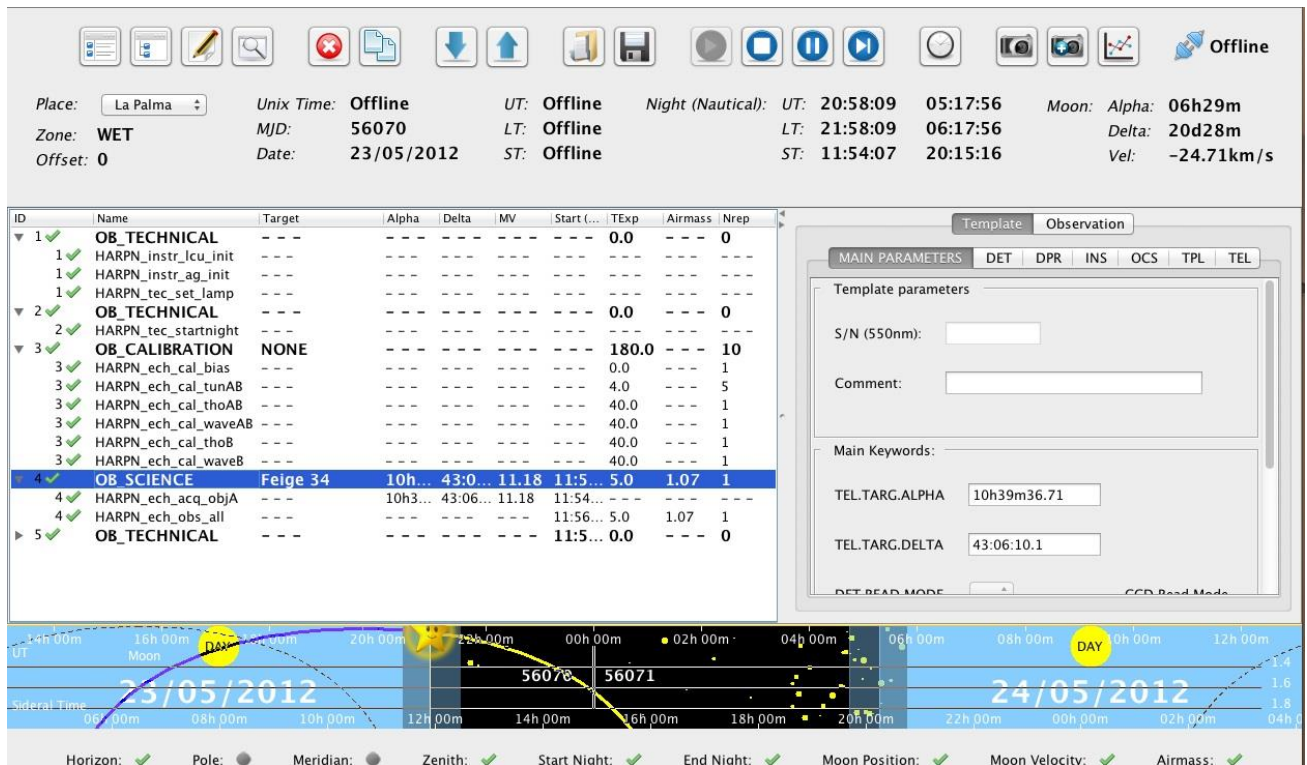 Offline
Place: La Palma Unix Time: Offline UT: Offline Night (Nautical): UT: 20:58:09 05:17:56 Moon: Alpha: 06h29m
Zone: WET MJD: 56070 LT: Offline LT: 21:58:09 06:17:56 Delta: 20d28m
Offset: 0 Date: 23/05/2012 ST: Offline ST: 11:54:07 20:15:16 Vel: -24.71km/s
ID Name Target Alpha Delta MV Start (... TExp Airmass Nrep
1 OB_TECHNICAL - - - - - - - - - - - - - - - 0.0 - - - 0
1 HARPN_instr_lcu_init - - - - - - - - - - - - - - - - - - - - - - - -
1 HARPN_instr_ag_init - - - - - - - - - - - - - - - - - - - - - - - -
1 HARPN_tec_set_lamp - - - - - - - - - - - - - - - - - - - - - - - -
2 OB_TECHNICAL - - - - - - - - - - - - - - - 0.0 - - - 0
2 HARPN_tec_startnight - - - - - - - - - - - - - - - - - - - - - - - -
3 OB_CALIBRATION NONE - - - - - - - - - - - - 180.0 - - - 10
3 HARPN_ech_cal_bias - - - - - - - - - - - - - - - 0.0 - - - 1
3 HARPN_ech_cal_tunAB - - - - - - - - - - - - - - - 4.0 - - - 5
3 HARPN_ech_cal_thoAB - - - - - - - - - - - - - - - 40.0 - - - 1
3 HARPN_ech_cal_waveAB - - - - - - - - - - - - - - - 40.0 - - - 1
3 HARPN_ech_cal_thoB - - - - - - - - - - - - - - - 40.0 - - - 1
3 HARPN_ech_cal_waveB - - - - - - - - - - - - - - - 40.0 - - - 1
4 OB_SCIENCE Feige 34 10h... 43:0... 11.18 11:5... 5.0 1.07 1
4 HARPN_ech_acq_objA - - - 10h3... 43:06... 11.18 11:54... - - - - - - - - -
4 HARPN_ech_obs_all - - - - - - - - - - - - 11:56... 5.0 1.07 1
5 OB_TECHNICAL - - - - - - - - - - - - 11:5... 0.0 - - - 0
Template Observation
MAIN PARAMETERS DET DPR INS OCS TPL TEL
Template parameters
S/N (550nm):
Comment:
Main Keywords:
TEL.TARG.ALPHA 10h39m36.71
TEL.TARG.DELTA 43:06:10.1
DET READ MODE CCD Read Mode
14h 00m 16h 00m 20h 00m 22h 00m 00h 00m 02h 00m 04h 00m 06h 00m 08h 00m 10h 00m 12h 00m
UT Moon DAY DAY
1.4
56070 56071
23/05/2012 24/05/2012 1.6
Sideral Time 1.8
06h 00m 08h 00m 10h 00m 12h 00m 14h 00m 16h 00m 18h 00m 20h 00m 22h 00m 00h 00m 02h 00m
Horizon: Pole: Meridian: Zenith: Start Night: End Night: Moon Position: Moon Velocity: Airmass: